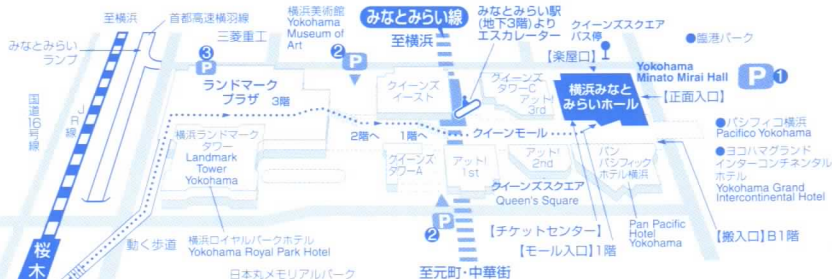 至横浜
首都高速横羽線
みなとみらい
ランプ
三菱重工
横浜美術館
Yokohama
Museum of
Art
みなとみらい線
至横浜
みなとみらい駅
(地下3階)より
エスカレーター
クイーンズスクエア
バス停
【楽屋口】
●臨港パーク
Yokohama
Minato Mirai Hall
P 1
横浜みなと
みらいホール
【正面入口】
3
P
2
P
ランドマーク
プラザ 3階
クイーンズ
イースト
クイーンズ
タワーC
アット!
3rd
国道16号線
JR線
横浜ランドマーク
タワー
Landmark
Tower
Yokohama
2階へ
1階へ
クイーンモール
クイーンズ
タワーA
アット!
1st
アット!
2nd
パン
パシフィック
ホテル横浜
●パシフィコ横浜
Pacifico Yokohama
●ヨコハマグランド
インターコンチネンタル
ホテル
Yokohama Grand
Intercontinental Hotel
クイーンズスクエア
Queen's Square
P
2
【チケットセンター】
【モール入口】1階
Pan Pacific
Hotel
Yokohama
【搬入口】B1階
桜木
動く歩道
横浜ロイヤルパークホテル
Yokohama Royal Park Hotel
日本丸メモリアルパーク
至元町・中華街